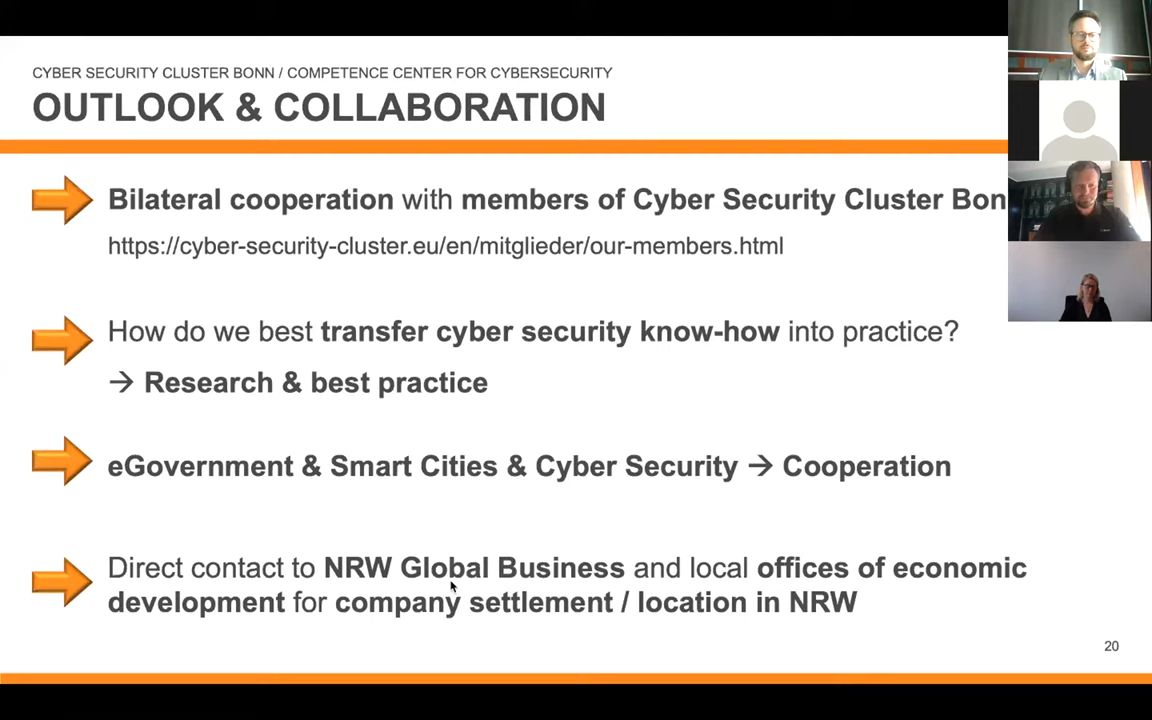 CYBER SECURITY CLUSTER BONN / COMPETENCE CENTER FOR CYBERSECURITY
OUTLOOK & COLLABORATION
Bilateral cooperation with members of Cyber Security Cluster Bon
https://cyber-security-cluster.eu/en/mitglieder/our-members.html
How do we best transfer cyber security know-how into practice?
→ Research & best practice
eGovernment & Smart Cities & Cyber Security → Cooperation
Direct contact to NRW Global Business and local offices of economic
development for company settlement / location in NRW
20